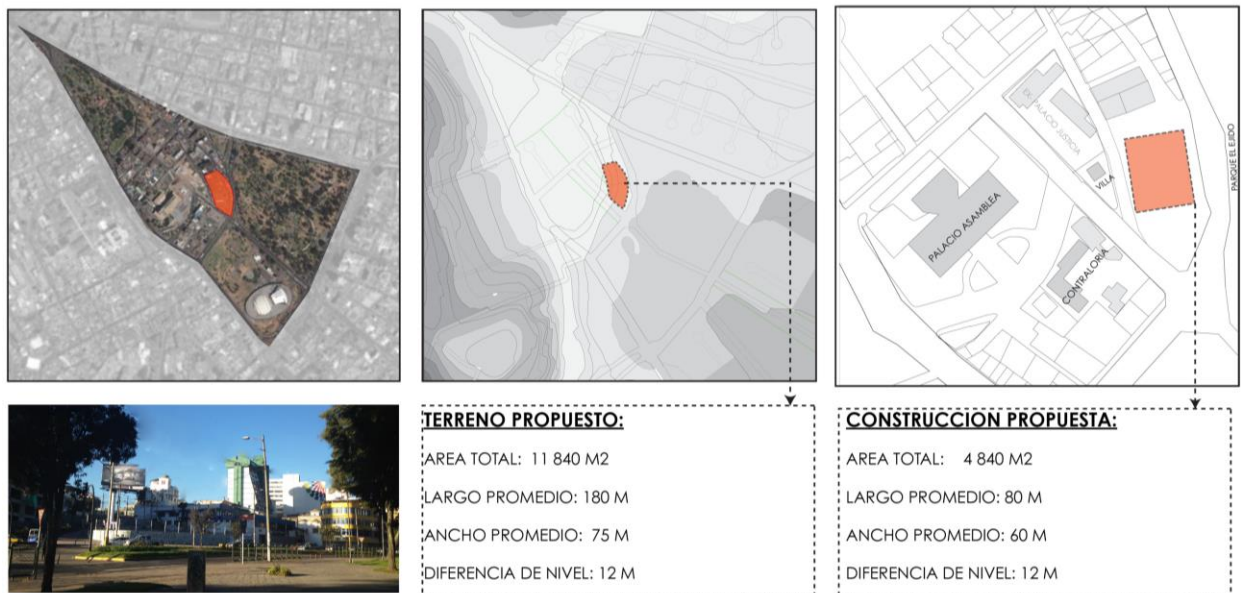 EX. PALACIO JUSTICIA
VILLA
PALACIO ASAMBLEA
CONTRALORIA
PARQUE EL EJIDO
TERRENO PROPUESTO:
AREA TOTAL: 11 840 M2
LARGO PROMEDIO: 180 M
ANCHO PROMEDIO: 75 M
DIFERENCIA DE NIVEL: 12 M
CONSTRUCCION PROPUESTA:
AREA TOTAL: 4 840 M2
LARGO PROMEDIO: 80 M
ANCHO PROMEDIO: 60 M
DIFERENCIA DE NIVEL: 12 M